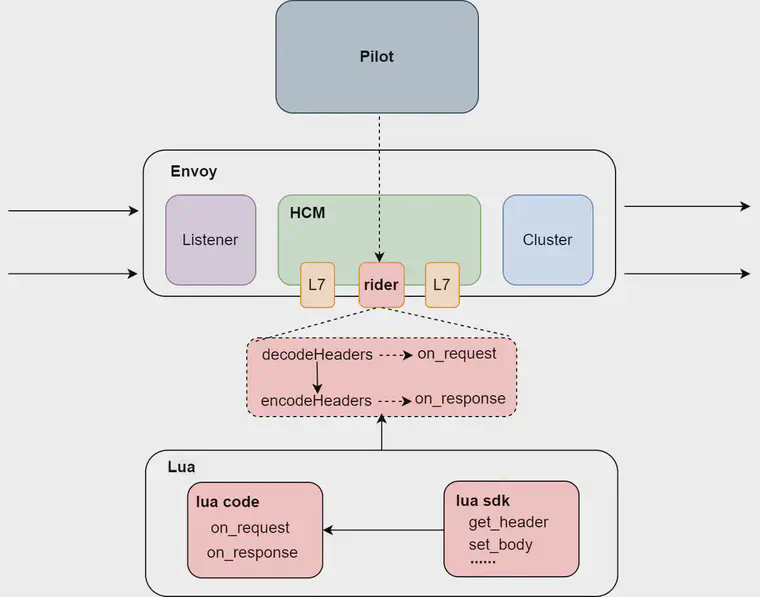 Pilot
Envoy
Listener
HCM
Cluster
L7
rider
L7
decodeHeaders
on_request
encodeHeaders
on_response
Lua
lua code
on_request
on_response
lua sdk
get_header
set_body
......